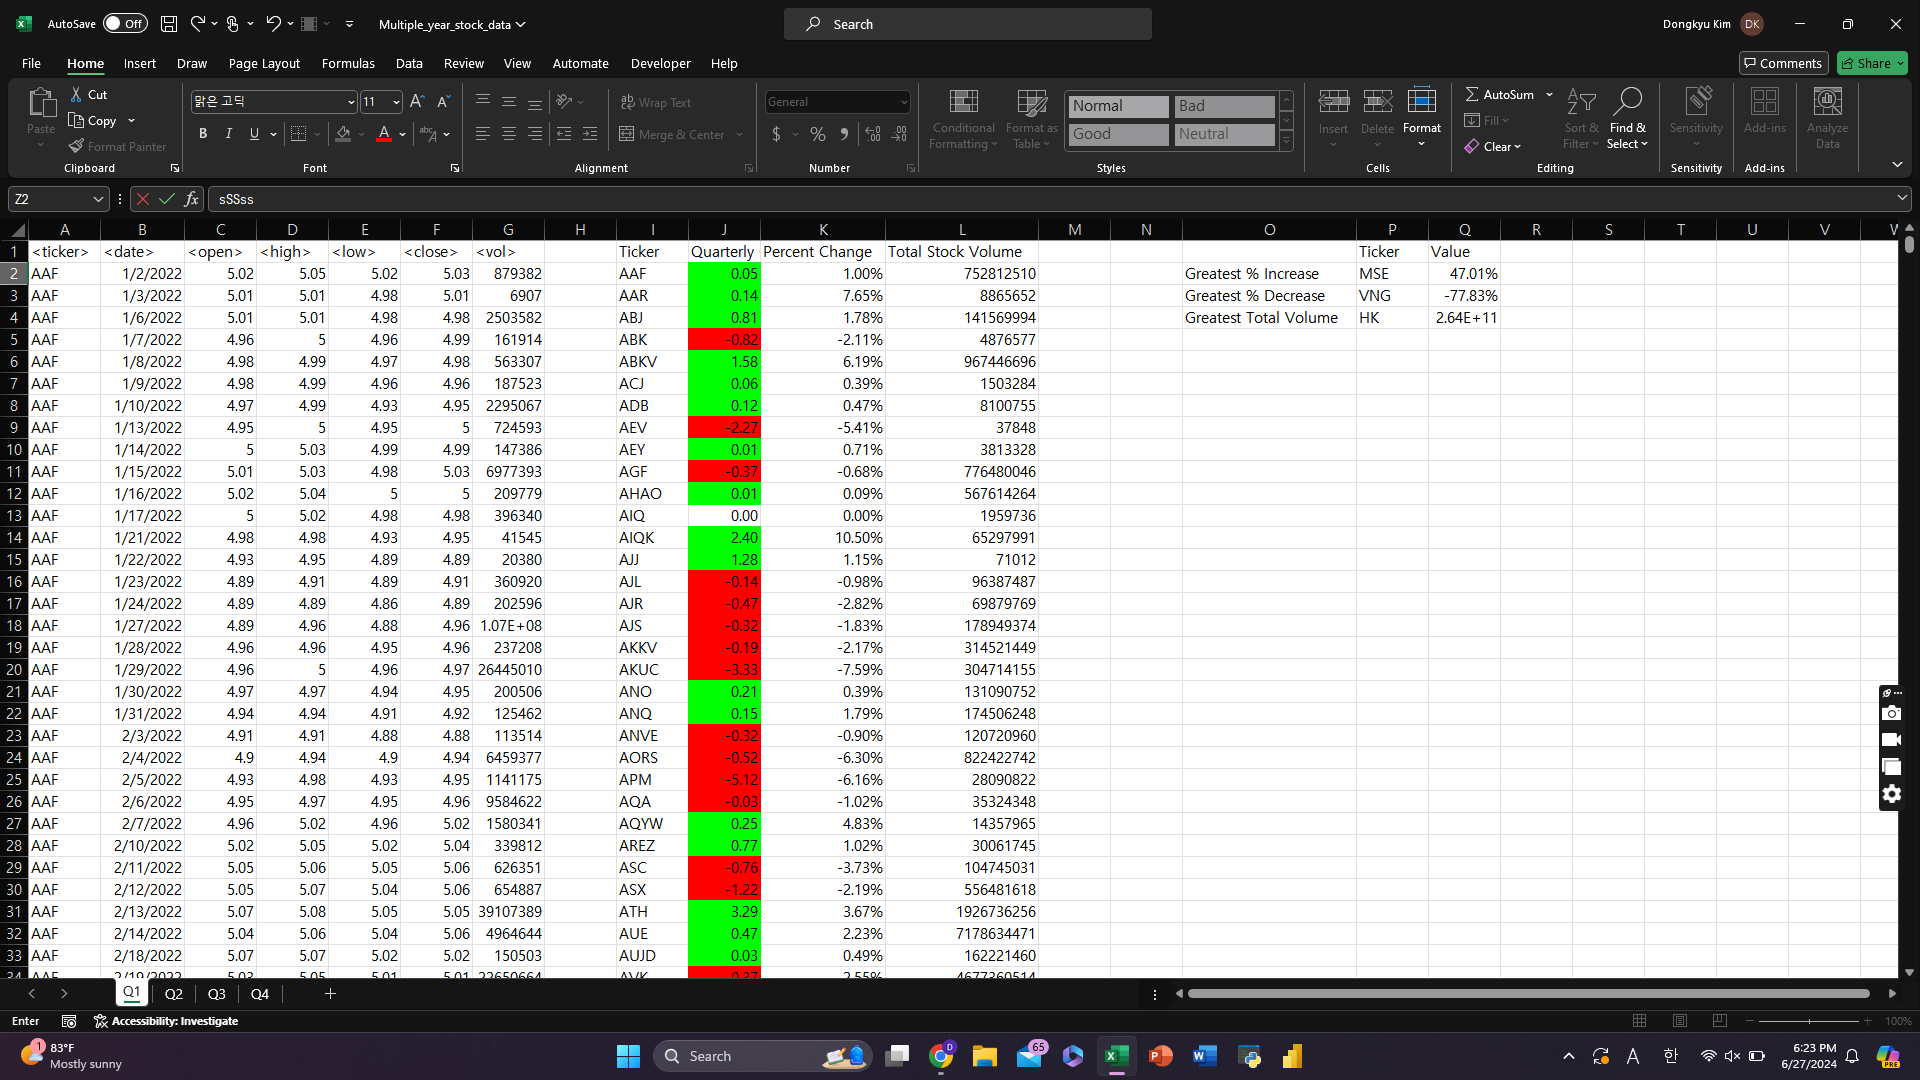 AutoSave Off Multiple_year_stock_data Search Dongkyu Kim DK
File Home Insert Draw Page Layout Formulas Data Review View Automate Developer Help Comments Share
Paste Cut Copy Format Painter Clipboard
맑은 고딕 11 B I U A Font
Wrap Text Merge & Center Alignment
General $ % Number
Conditional Formatting Format as Table Normal Bad Good Neutral Styles
Insert Delete Format Cells
AutoSum Fill Clear Sort & Filter Find & Select Editing
Sensitivity Sensitivity
Add-ins Add-ins
Analyze Data
Z2 fx sSSss
A B C D E F G H I J K L M N O P Q R S T U V W
1 <ticker> <date> <open> <high> <low> <close> <vol> Ticker Quarterly Percent Change Total Stock Volume Ticker Value
2 AAF 1/2/2022 5.02 5.05 5.02 5.03 879382 AAF 0.05 1.00% 752812510 Greatest % Increase MSE 47.01%
3 AAF 1/3/2022 5.01 5.01 4.98 5.01 6907 AAR 0.14 7.65% 8865652 Greatest % Decrease VNG -77.83%
4 AAF 1/6/2022 5.01 5.01 4.98 4.98 2503582 ABJ 0.81 1.78% 141569994 Greatest Total Volume HK 2.64E+11
5 AAF 1/7/2022 4.96 5 4.96 4.99 161914 ABK -0.82 -2.11% 4876577
6 AAF 1/8/2022 4.98 4.99 4.97 4.98 563307 ABKV 1.58 6.19% 967446696
7 AAF 1/9/2022 4.98 4.99 4.96 4.96 187523 ACJ 0.06 0.39% 1503284
8 AAF 1/10/2022 4.97 4.99 4.93 4.95 2295067 ADB 0.12 0.47% 8100755
9 AAF 1/13/2022 4.95 5 4.95 5 724593 AEV -2.27 -5.41% 37848
10 AAF 1/14/2022 5 5.03 4.99 4.99 147386 AEY 0.01 0.71% 3813328
11 AAF 1/15/2022 5.01 5.03 4.98 5.03 6977393 AGF -0.37 -0.68% 776480046
12 AAF 1/16/2022 5.02 5.04 5 5 209779 AHAO 0.01 0.09% 567614264
13 AAF 1/17/2022 5 5.02 4.98 4.98 396340 AIQ 0.00 0.00% 1959736
14 AAF 1/21/2022 4.98 4.98 4.93 4.95 41545 AIQK 2.40 10.50% 65297991
15 AAF 1/22/2022 4.93 4.95 4.89 4.89 20380 AJJ 1.28 1.15% 71012
16 AAF 1/23/2022 4.89 4.91 4.89 4.91 360920 AJL -0.14 -0.98% 96387487
17 AAF 1/24/2022 4.89 4.89 4.86 4.89 202596 AJR -0.47 -2.82% 69879769
18 AAF 1/27/2022 4.89 4.96 4.88 4.96 1.07E+08 AJS -0.32 -1.83% 178949374
19 AAF 1/28/2022 4.96 4.96 4.95 4.96 237208 AKKV -0.19 -2.17% 314521449
20 AAF 1/29/2022 4.96 5 4.96 4.97 26445010 AKUC -3.33 -7.59% 304714155
21 AAF 1/30/2022 4.97 4.97 4.94 4.95 200506 ANO 0.21 0.39% 131090752
22 AAF 1/31/2022 4.94 4.94 4.91 4.92 125462 ANQ 0.15 1.79% 174506248
23 AAF 2/3/2022 4.91 4.91 4.88 4.88 113514 ANVE -0.32 -0.90% 120720960
24 AAF 2/4/2022 4.9 4.94 4.9 4.94 6459377 AORS -0.52 -6.30% 822422742
25 AAF 2/5/2022 4.93 4.98 4.93 4.95 1141175 APM -5.12 -6.16% 28090822
26 AAF 2/6/2022 4.95 4.97 4.95 4.96 9584622 AQA -0.03 -1.02% 35324348
27 AAF 2/7/2022 4.96 5.02 4.96 5.02 1580341 AQYW 0.25 4.83% 14357965
28 AAF 2/10/2022 5.02 5.05 5.02 5.04 339812 AREZ 0.77 1.02% 30061745
29 AAF 2/11/2022 5.05 5.06 5.05 5.06 626351 ASC -0.76 -3.73% 104745031
30 AAF 2/12/2022 5.05 5.07 5.04 5.06 654887 ASX -1.22 -2.19% 556481618
31 AAF 2/13/2022 5.07 5.08 5.05 5.05 39107389 ATH 3.29 3.67% 1926736256
32 AAF 2/14/2022 5.04 5.06 5.04 5.06 4964644 AUE 0.47 2.23% 7178634471
33 AAF 2/18/2022 5.07 5.07 5.02 5.02 150503 AUJD 0.03 0.49% 162221460
34 AAF 2/19/2022 5.03 5.05 5.01 5.01 22650664 AVK
Q1 Q2 Q3 Q4
Enter Accessibility: Investigate 100%
1 83°F Mostly sunny Search D 65 A 한 6:23 PM 6/27/2024